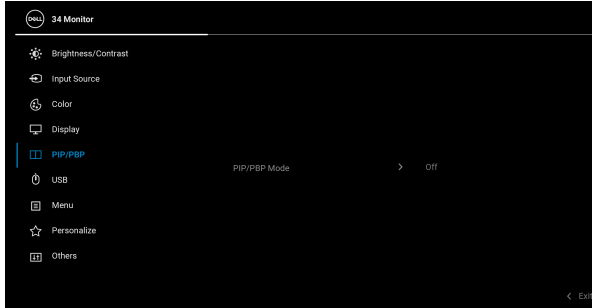 DELL 34 Monitor
Brightness/Contrast
Input Source
Color
Display
PIP/PBP
USB
PIP/PBP Mode Off
Menu
Personalize
Others
Exit